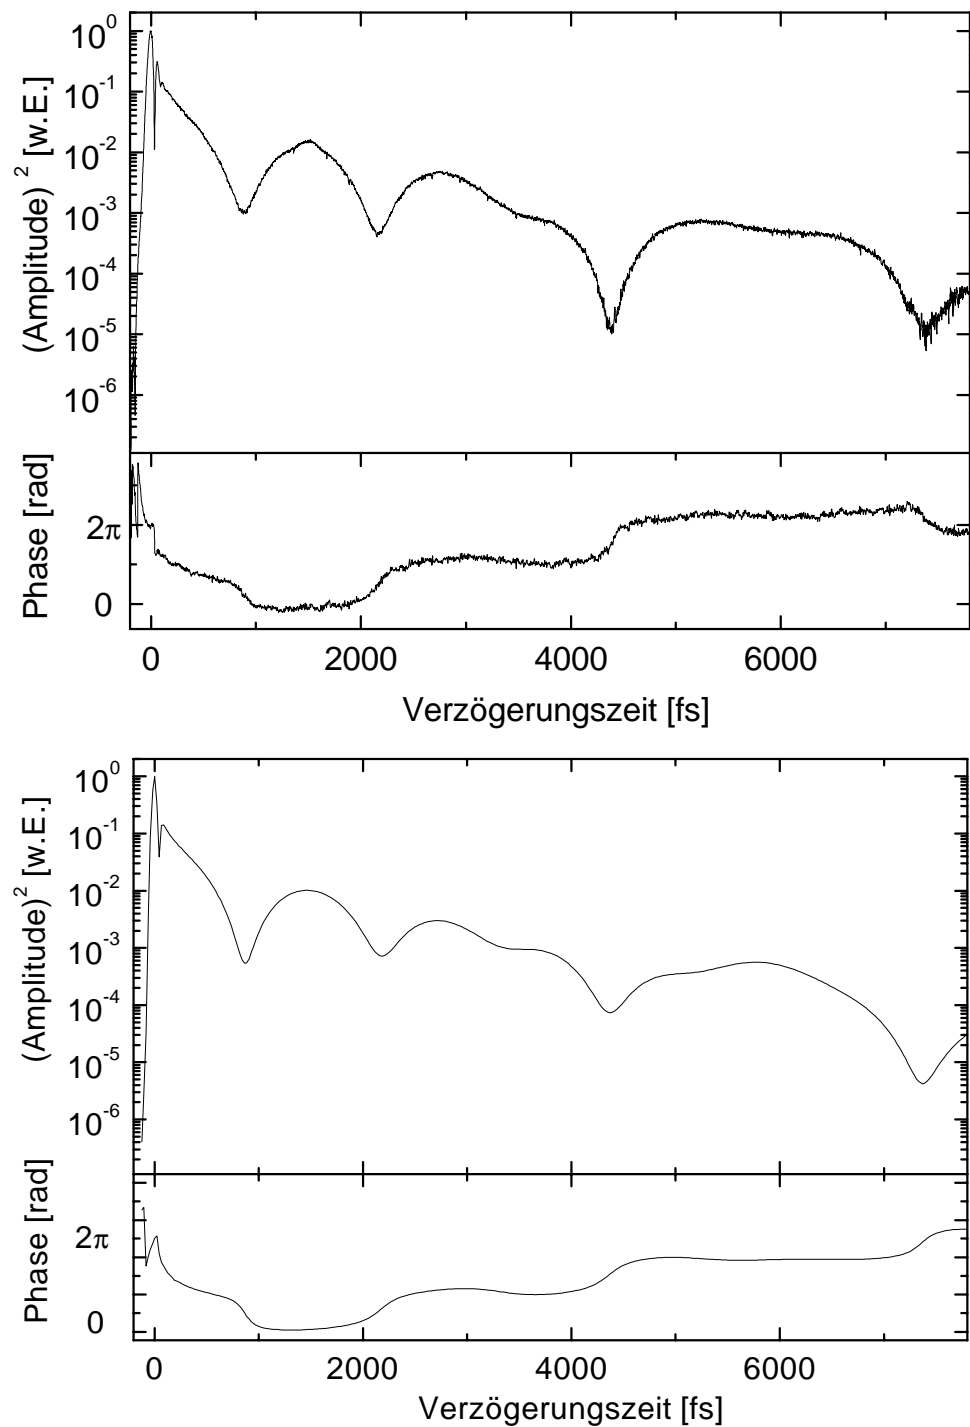 10^0
10^-1
10^-2
10^-3
10^-4
10^-5
10^-6
(Amplitude)^2 [w.E.]
2π
0
Phase [rad]
0 2000 4000 6000
Verzögerungszeit [fs]
10^0
10^-1
10^-2
10^-3
10^-4
10^-5
10^-6
(Amplitude)^2 [w.E.]
2π
0
Phase [rad]
0 2000 4000 6000
Verzögerungszeit [fs]